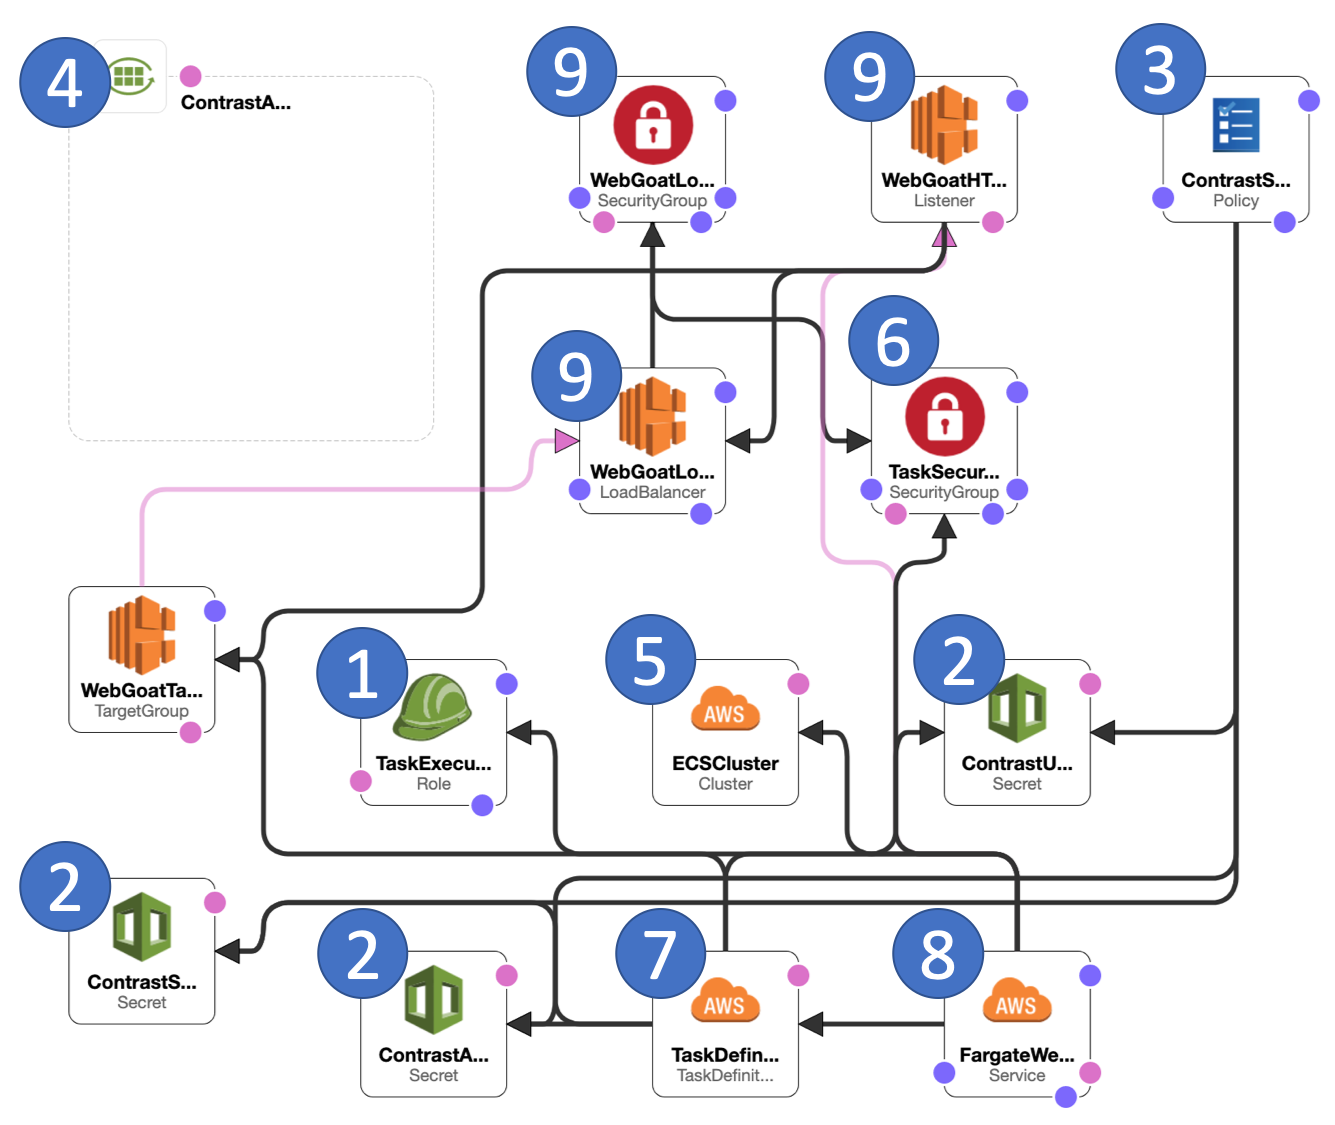 4
ContrastA...
9
WebGoatLo...
SecurityGroup
9
WebGoatHT...
Listener
3
ContrastS...
Policy
9
WebGoatLo...
LoadBalancer
6
TaskSecur...
SecurityGroup
WebGoatTa...
TargetGroup
1
TaskExecu...
Role
5
AWS
ECSCluster
Cluster
2
ContrastU...
Secret
2
ContrastS...
Secret
2
ContrastA...
Secret
7
AWS
TaskDefin...
TaskDefinit...
8
AWS
FargateWe...
Service